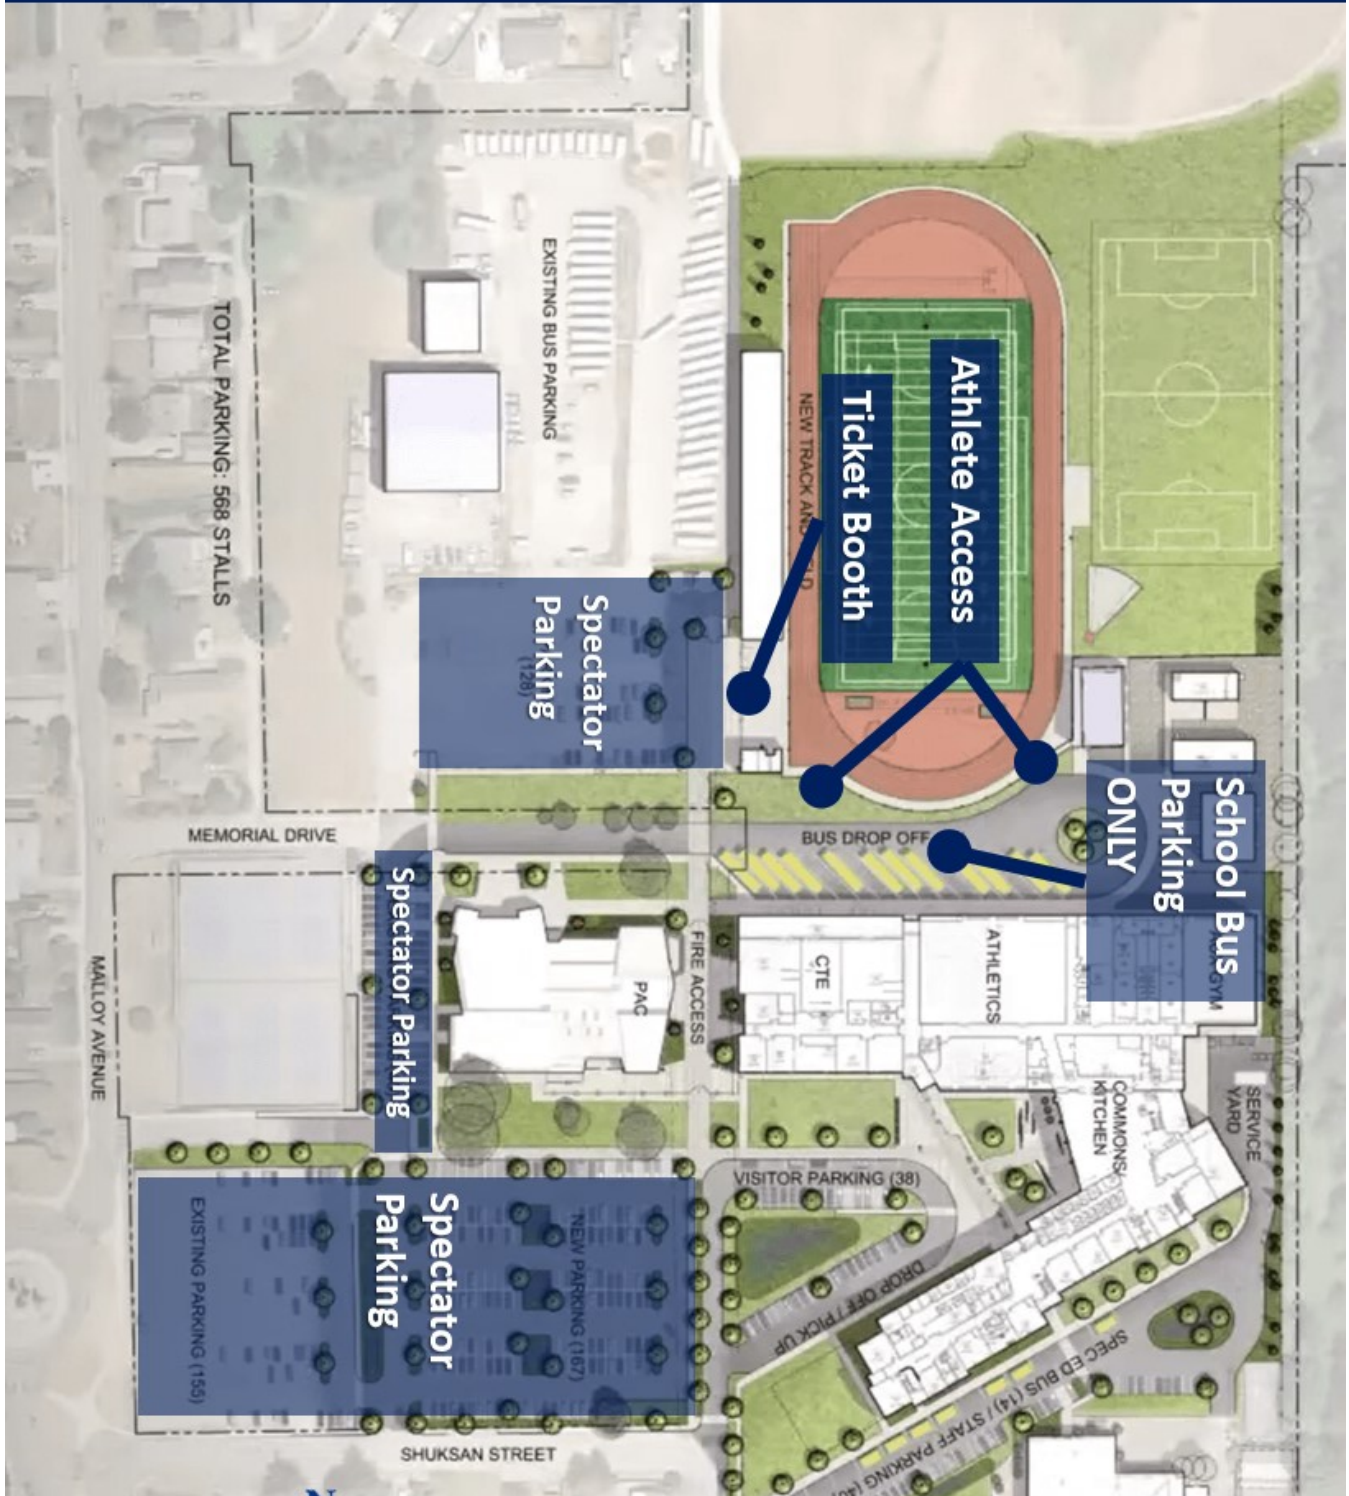 EXISTING BUS PARKING
TOTAL PARKING: 568 STALLS
NEW TRACK AND FIELD
Athlete Access
Ticket Booth
Spectator
Parking
(128)
School Bus
Parking
ONLY
MEMORIAL DRIVE
BUS DROP OFF
Spectator Parking
MALLOY AVENUE
PAC
FIRE ACCESS
CTE
ATHLETICS
GYM
COMMONS/
KITCHEN
SERVICE
YARD
VISITOR PARKING (38)
DROP OFF / PICK UP
SPEC ED BUS (14) / STAFF PARKING
Spectator
Parking
EXISTING PARKING (155)
NEW PARKING (167)
SHUKSAN STREET
N